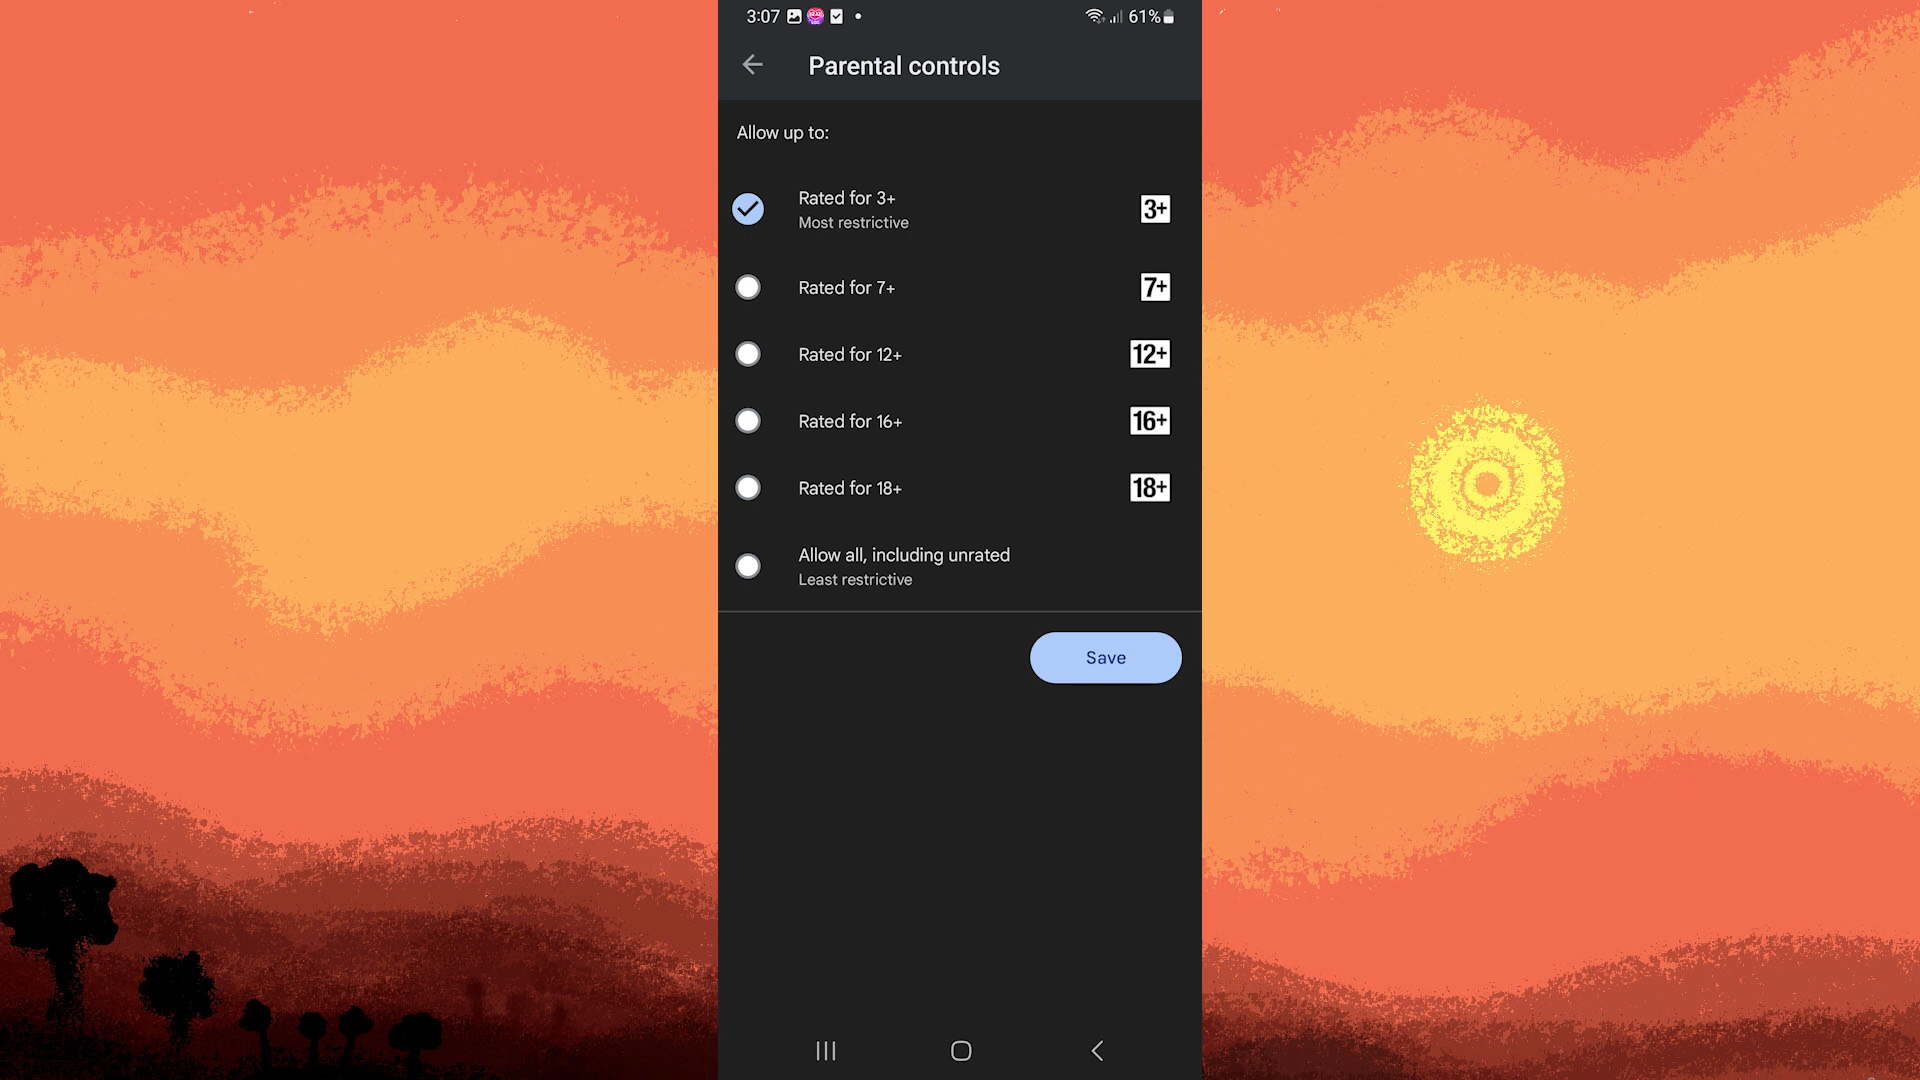 3:07
61%
Parental controls
Allow up to:
Rated for 3+
Most restrictive
3+
Rated for 7+
7+
Rated for 12+
12+
Rated for 16+
16+
Rated for 18+
18+
Allow all, including unrated
Least restrictive
Save